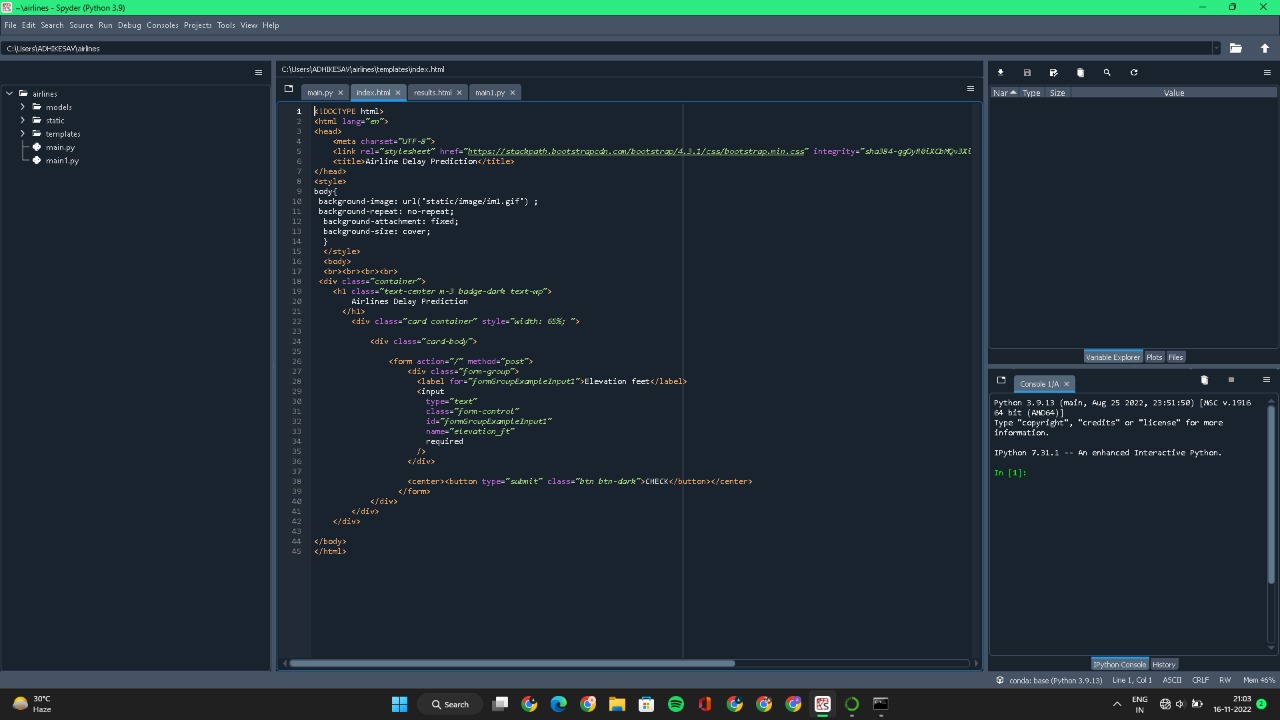 ~\airlines - Spyder (Python 3.9)
File Edit Search Source Run Debug Consoles Projects Tools View Help
C:\Users\ADHIKESAV\airlines
airlines
models
static
templates
main.py
main1.py
C:\Users\ADHIKESAV\airlines\templates\index.html
main.py index.html results.html main1.py
1 <!DOCTYPE html>
2 <html lang="en">
3 <head>
4 <meta charset="UTF-8">
5 <link rel="stylesheet" href="https://stackpath.bootstrapcdn.com/bootstrap/4.3.1/css/bootstrap.min.css" integrity="sha384-ggOyR0iXCbMQv3Xi
6 <title>Airline Delay Prediction</title>
7 </head>
8 <style>
9 body{
10 background-image: url("static/image/im1.gif") ;
11 background-repeat: no-repeat;
12 background-attachment: fixed;
13 background-size: cover;
14 }
15 </style>
16 <body>
17 <br><br><br><br>
18 <div class="container">
19 <h1 class="text-center m-3 badge-dark text-wp">
20 Airlines Delay Prediction
21 </h1>
22 <div class="card container" style="width: 65%; ">
23
24 <div class="card-body">
25
26 <form action="/" method="post">
27 <div class="form-group">
28 <label for="formGroupExampleInput1">Elevation feet</label>
29 <input
30 type="text"
31 class="form-control"
32 id="formGroupExampleInput1"
33 name="elevation_ft"
34 required
35 />
36 </div>
37
38 <center><button type="submit" class="btn btn-dark">CHECK</button></center>
39 </form>
40 </div>
41 </div>
42 </div>
43
44 </body>
45 </html>
Nar Type Size Value
Variable Explorer Plots Files
Console 1/A
Python 3.9.13 (main, Aug 25 2022, 23:51:50) [MSC v.1916
64 bit (AMD64)]
Type "copyright", "credits" or "license" for more
information.
IPython 7.31.1 -- An enhanced Interactive Python.
In [1]:
IPython Console History
conda: base (Python 3.9.13) Line 1, Col 1 ASCII CRLF RW Mem 46%
30°C
Haze
Search
ENG
IN
21:03
16-11-2022
2